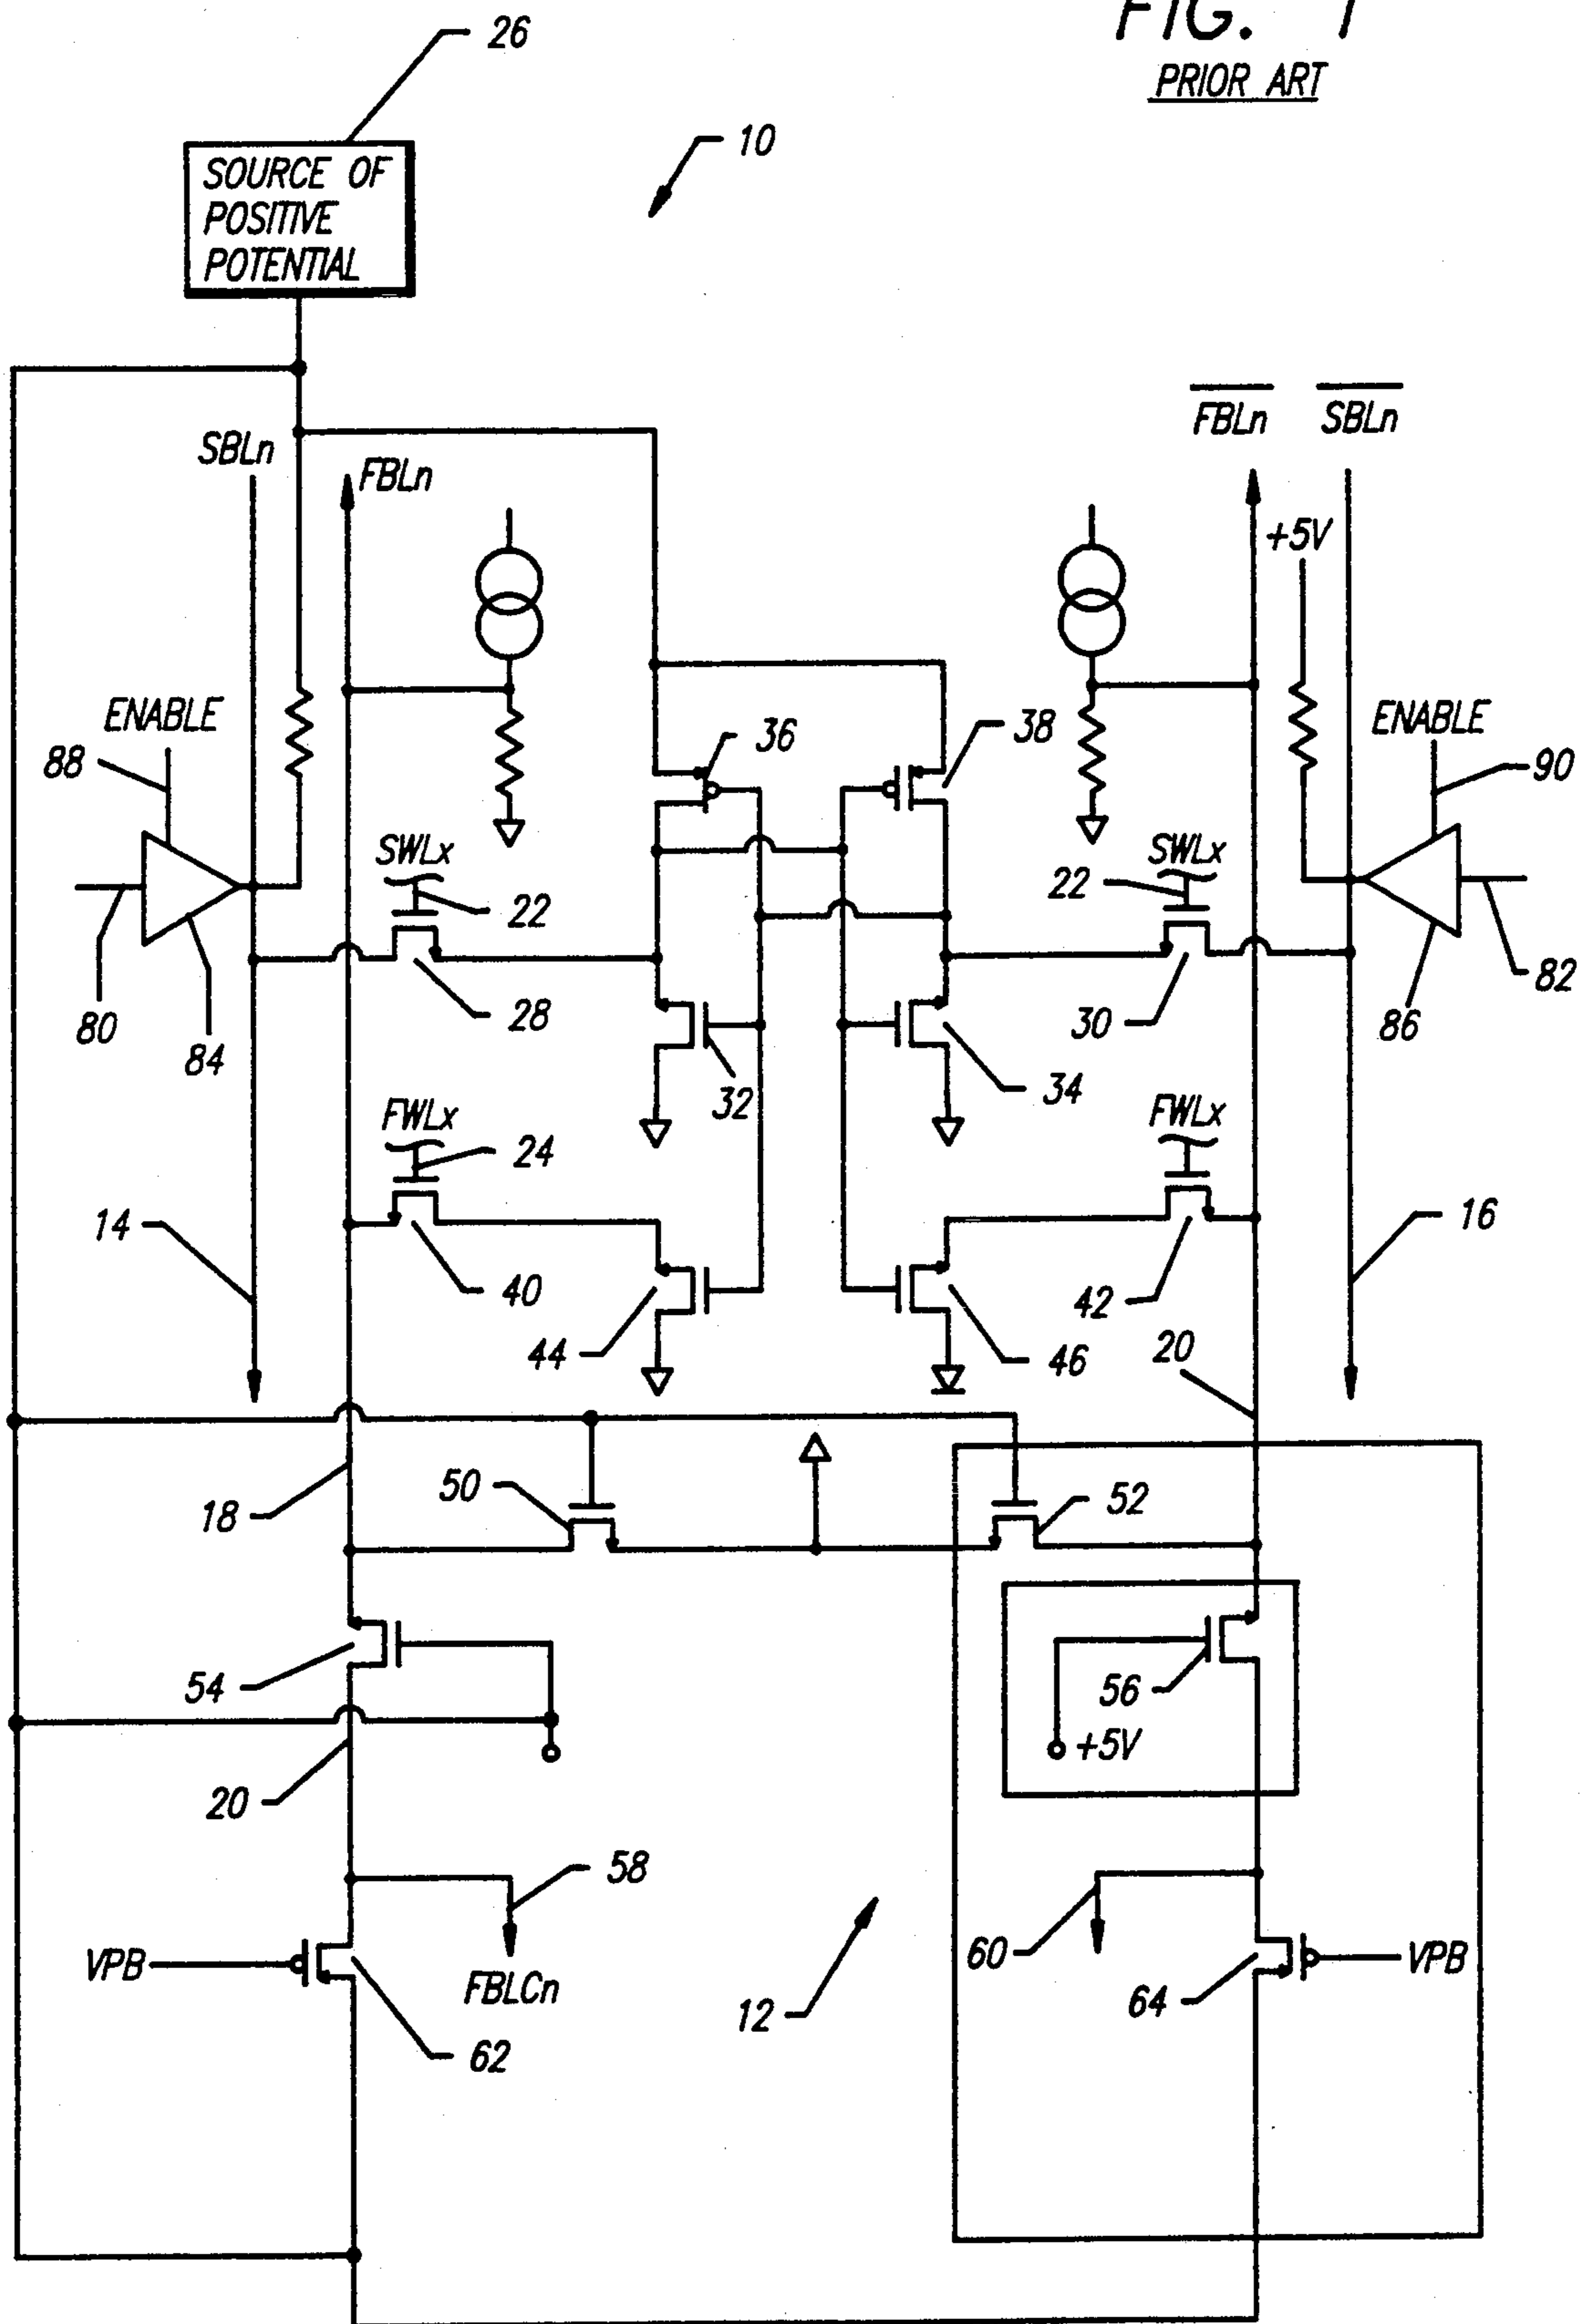 FIG. 1
PRIOR ART
26
10
SOURCE OF
POSITIVE
POTENTIAL
SBLn
FBLn
FBLn
SBLn
+5V
ENABLE
88
36
38
ENABLE
90
SWLx
22
SWLx
22
80
84
28
32
34
30
86
82
FWLx
24
FWLx
14
40
44
46
42
20
16
18
50
52
54
56
+5V
20
58
60
VPB
FBLCn
62
12
64
VPB